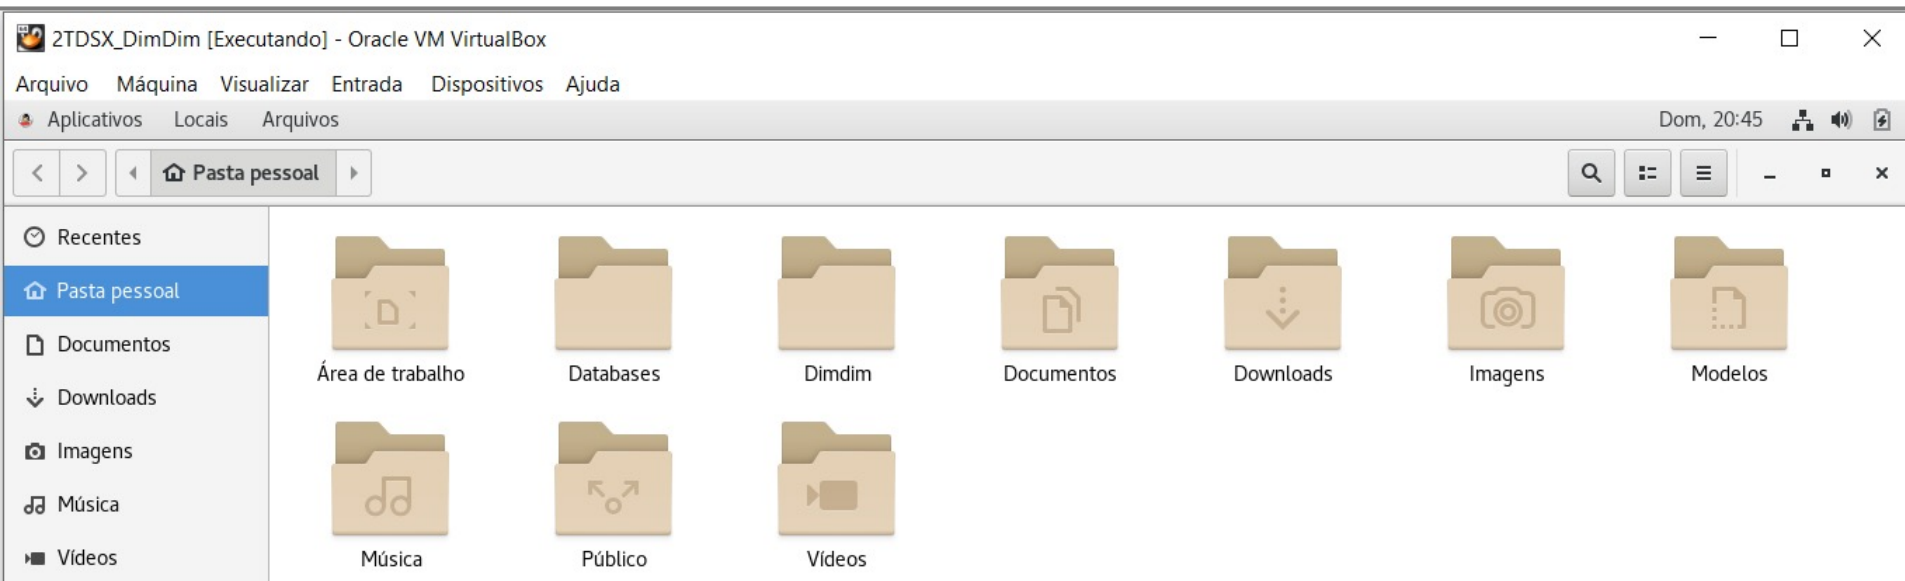 2TDSX_DimDim [Executando] - Oracle VM VirtualBox
Arquivo Máquina Visualizar Entrada Dispositivos Ajuda
Aplicativos Locais Arquivos Dom, 20:45
Pasta pessoal
Recentes
Pasta pessoal
Documentos
Downloads
Imagens
Música
Vídeos
Área de trabalho Databases Dimdim Documentos Downloads Imagens Modelos
Música Público Vídeos